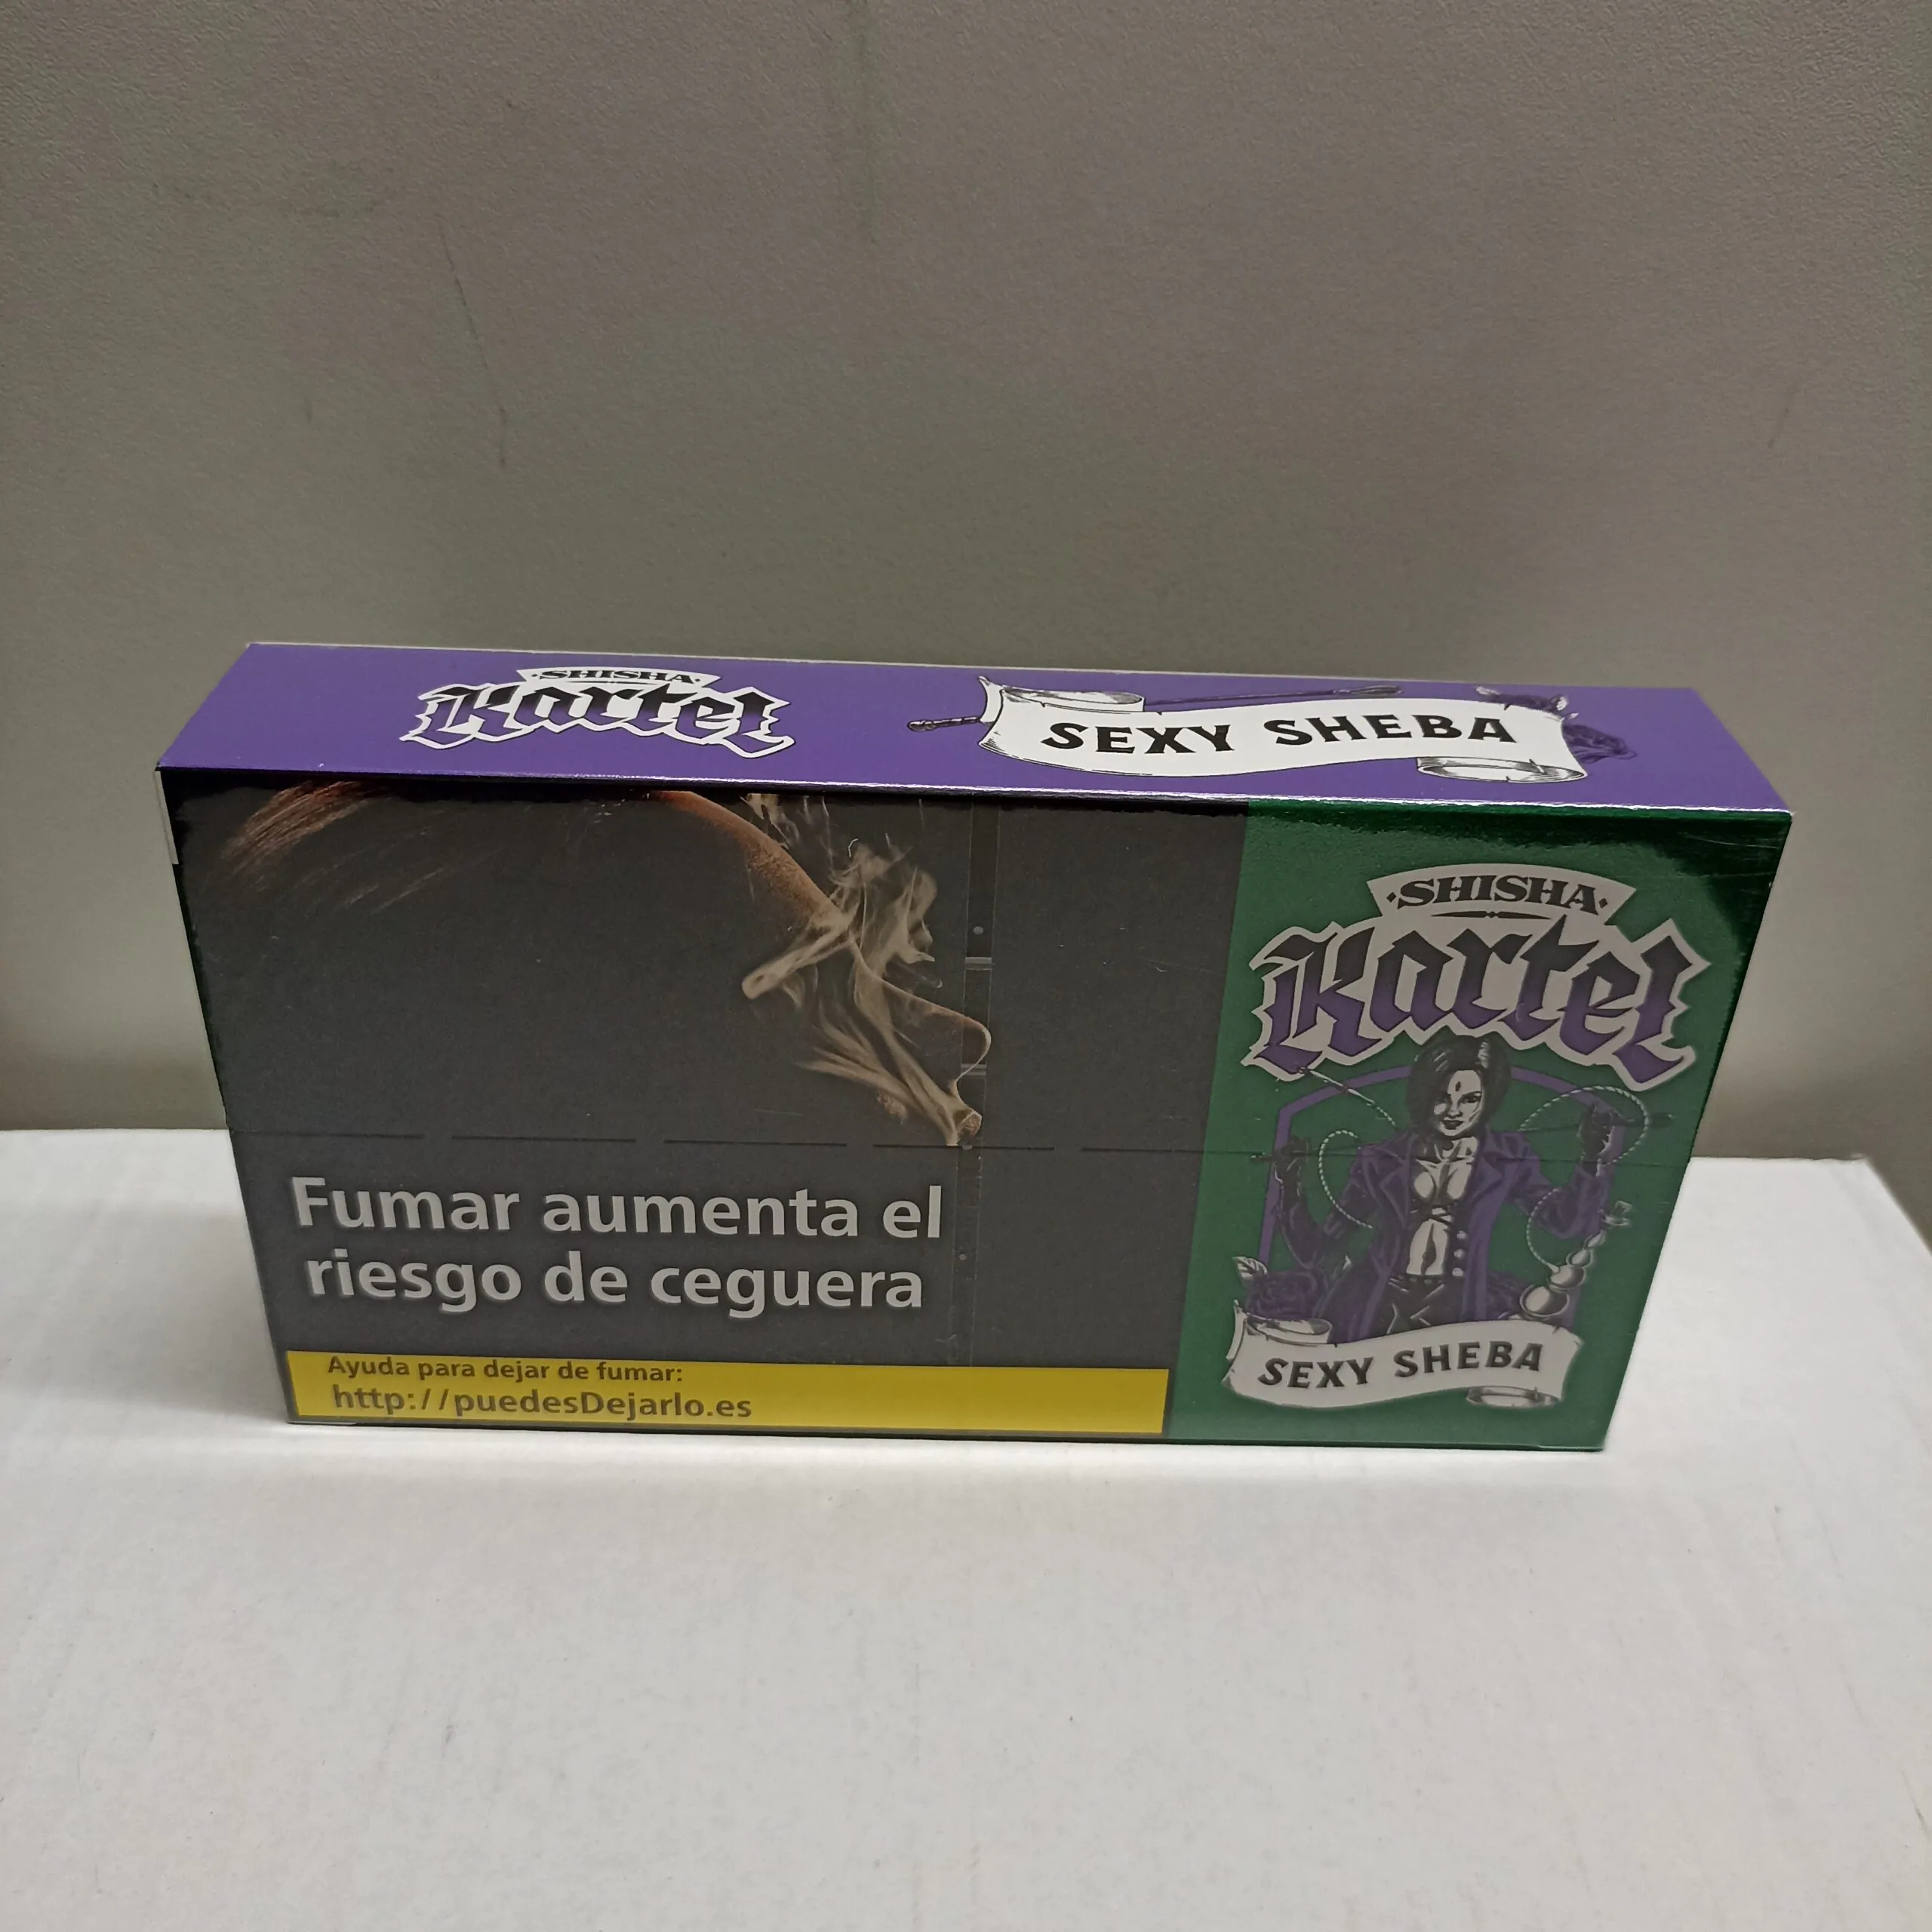 SHISHA
Kartel
SEXY SHEBA
SHISHA
Kartel
SEXY SHEBA
Fumar aumenta el
riesgo de ceguera
Ayuda para dejar de fumar:
http://puedesDejarlo.es